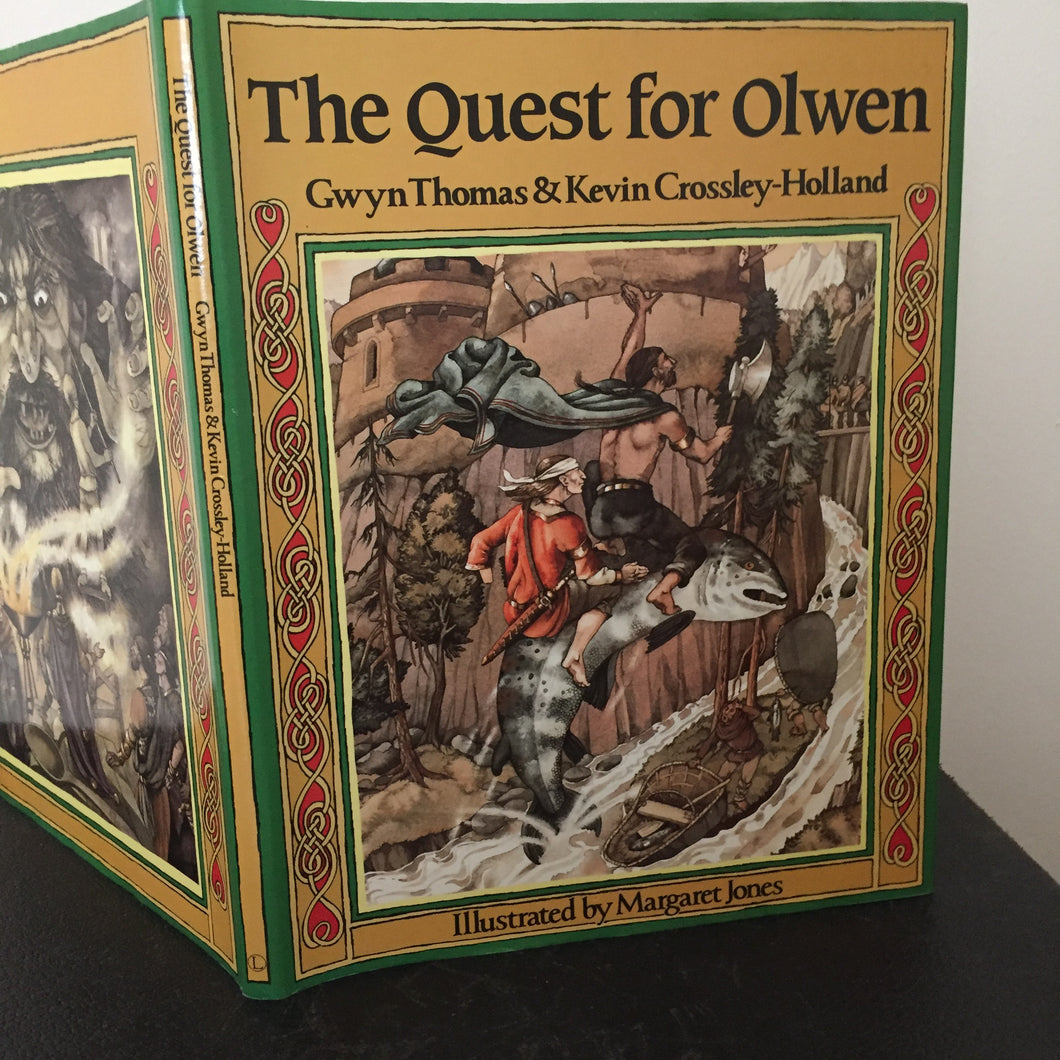 The Quest for Olwen
Gwyn Thomas & Kevin Crossley-Holland
Illustrated by Margaret Jones
The Quest for Olwen
Gwyn Thomas & Kevin Crossley-Holland
L